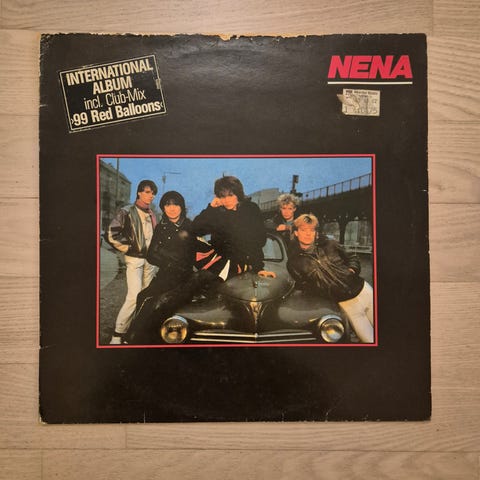 INTERNATIONAL
ALBUM
incl. Club-Mix
›99 Red Balloons‹
NENA